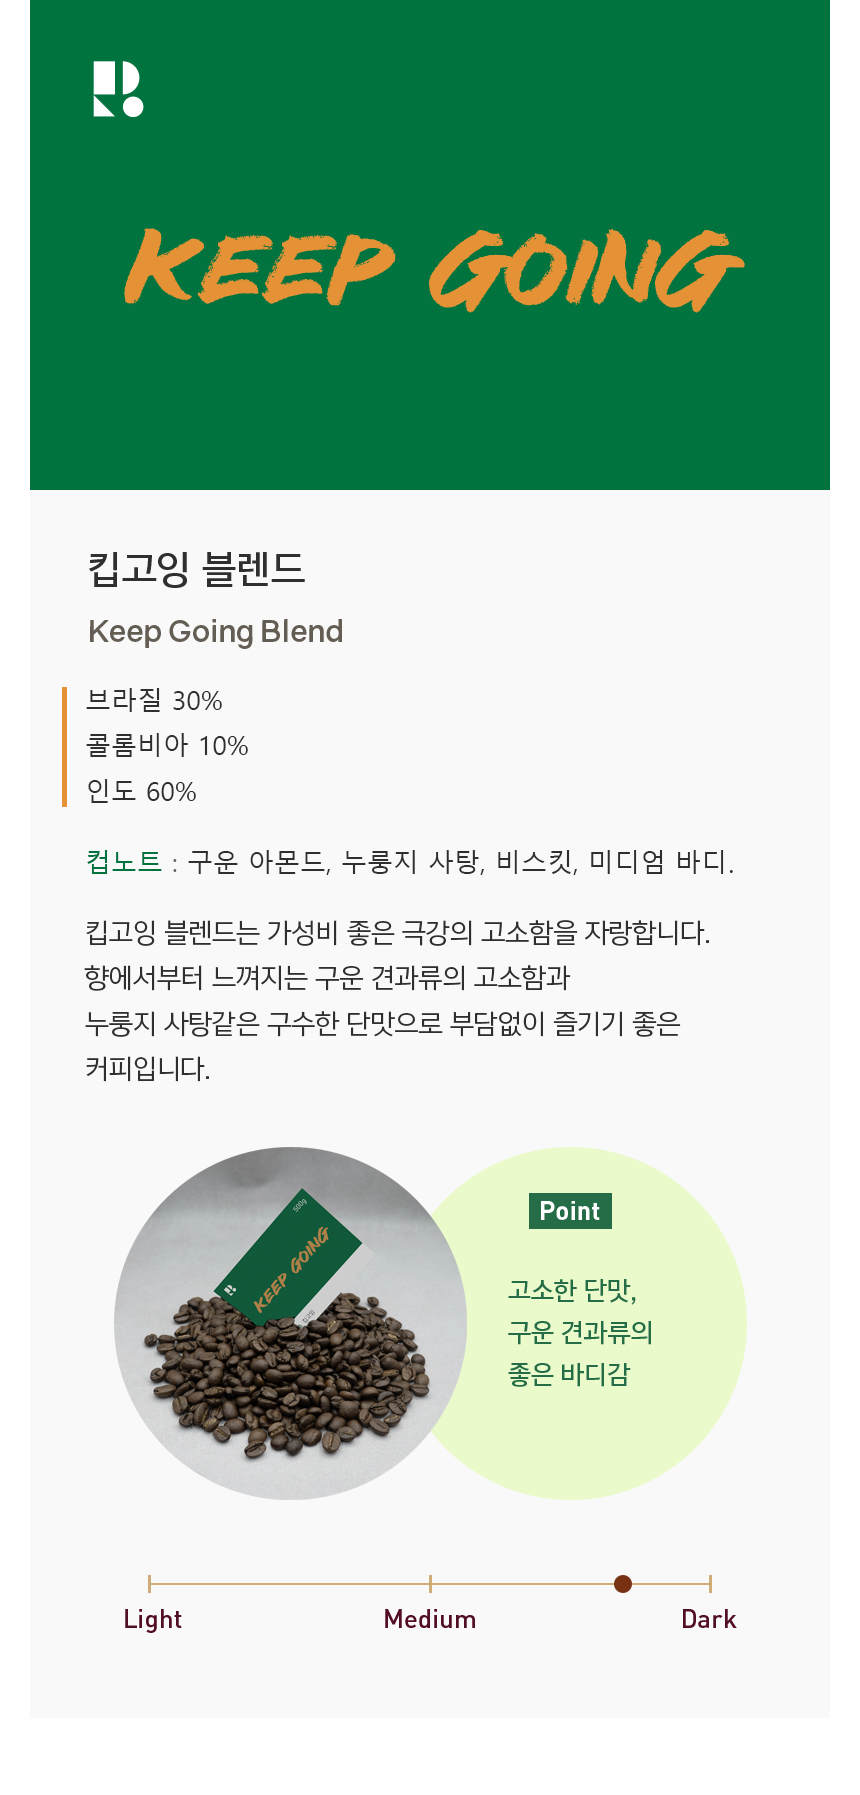 KEEP GOING
킵고잉 블렌드
Keep Going Blend
브라질 30%
콜롬비아 10%
인도 60%
컵노트 : 구운 아몬드, 누룽지 사탕, 비스킷, 미디엄 바디.
킵고잉 블렌드는 가성비 좋은 극강의 고소함을 자랑합니다.
향에서부터 느껴지는 구운 견과류의 고소함과
누룽지 사탕같은 구수한 단맛으로 부담없이 즐기기 좋은
커피입니다.
500g
KEEP GOING
킵고잉
Point
고소한 단맛,
구운 견과류의
좋은 바디감
Light
Medium
Dark